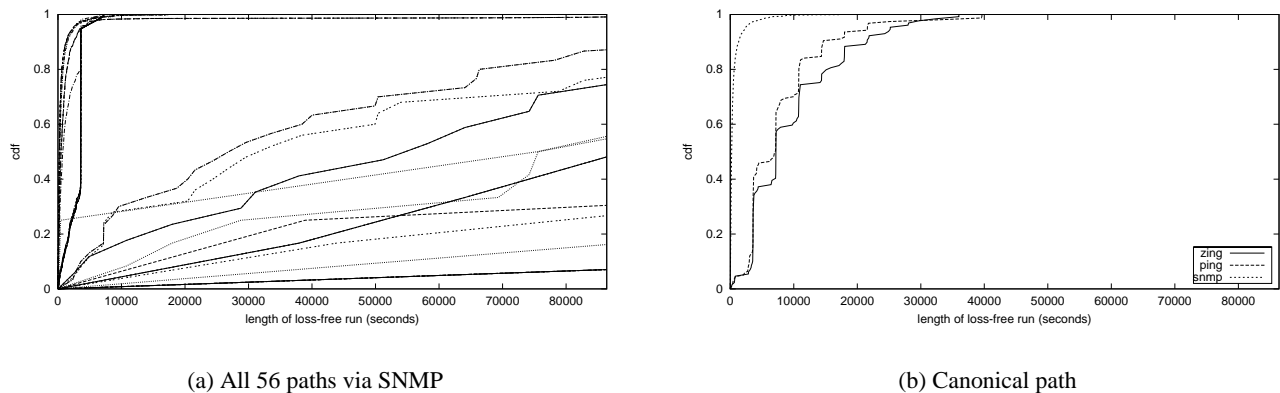 1
0.8
0.6
0.4
0.2
0
cdf
0 10000 20000 30000 40000 50000 60000 70000 80000
length of loss-free run (seconds)
(a) All 56 paths via SNMP
1
0.8
0.6
0.4
0.2
0
cdf
zing
ping
snmp
0 10000 20000 30000 40000 50000 60000 70000 80000
length of loss-free run (seconds)
(b) Canonical path